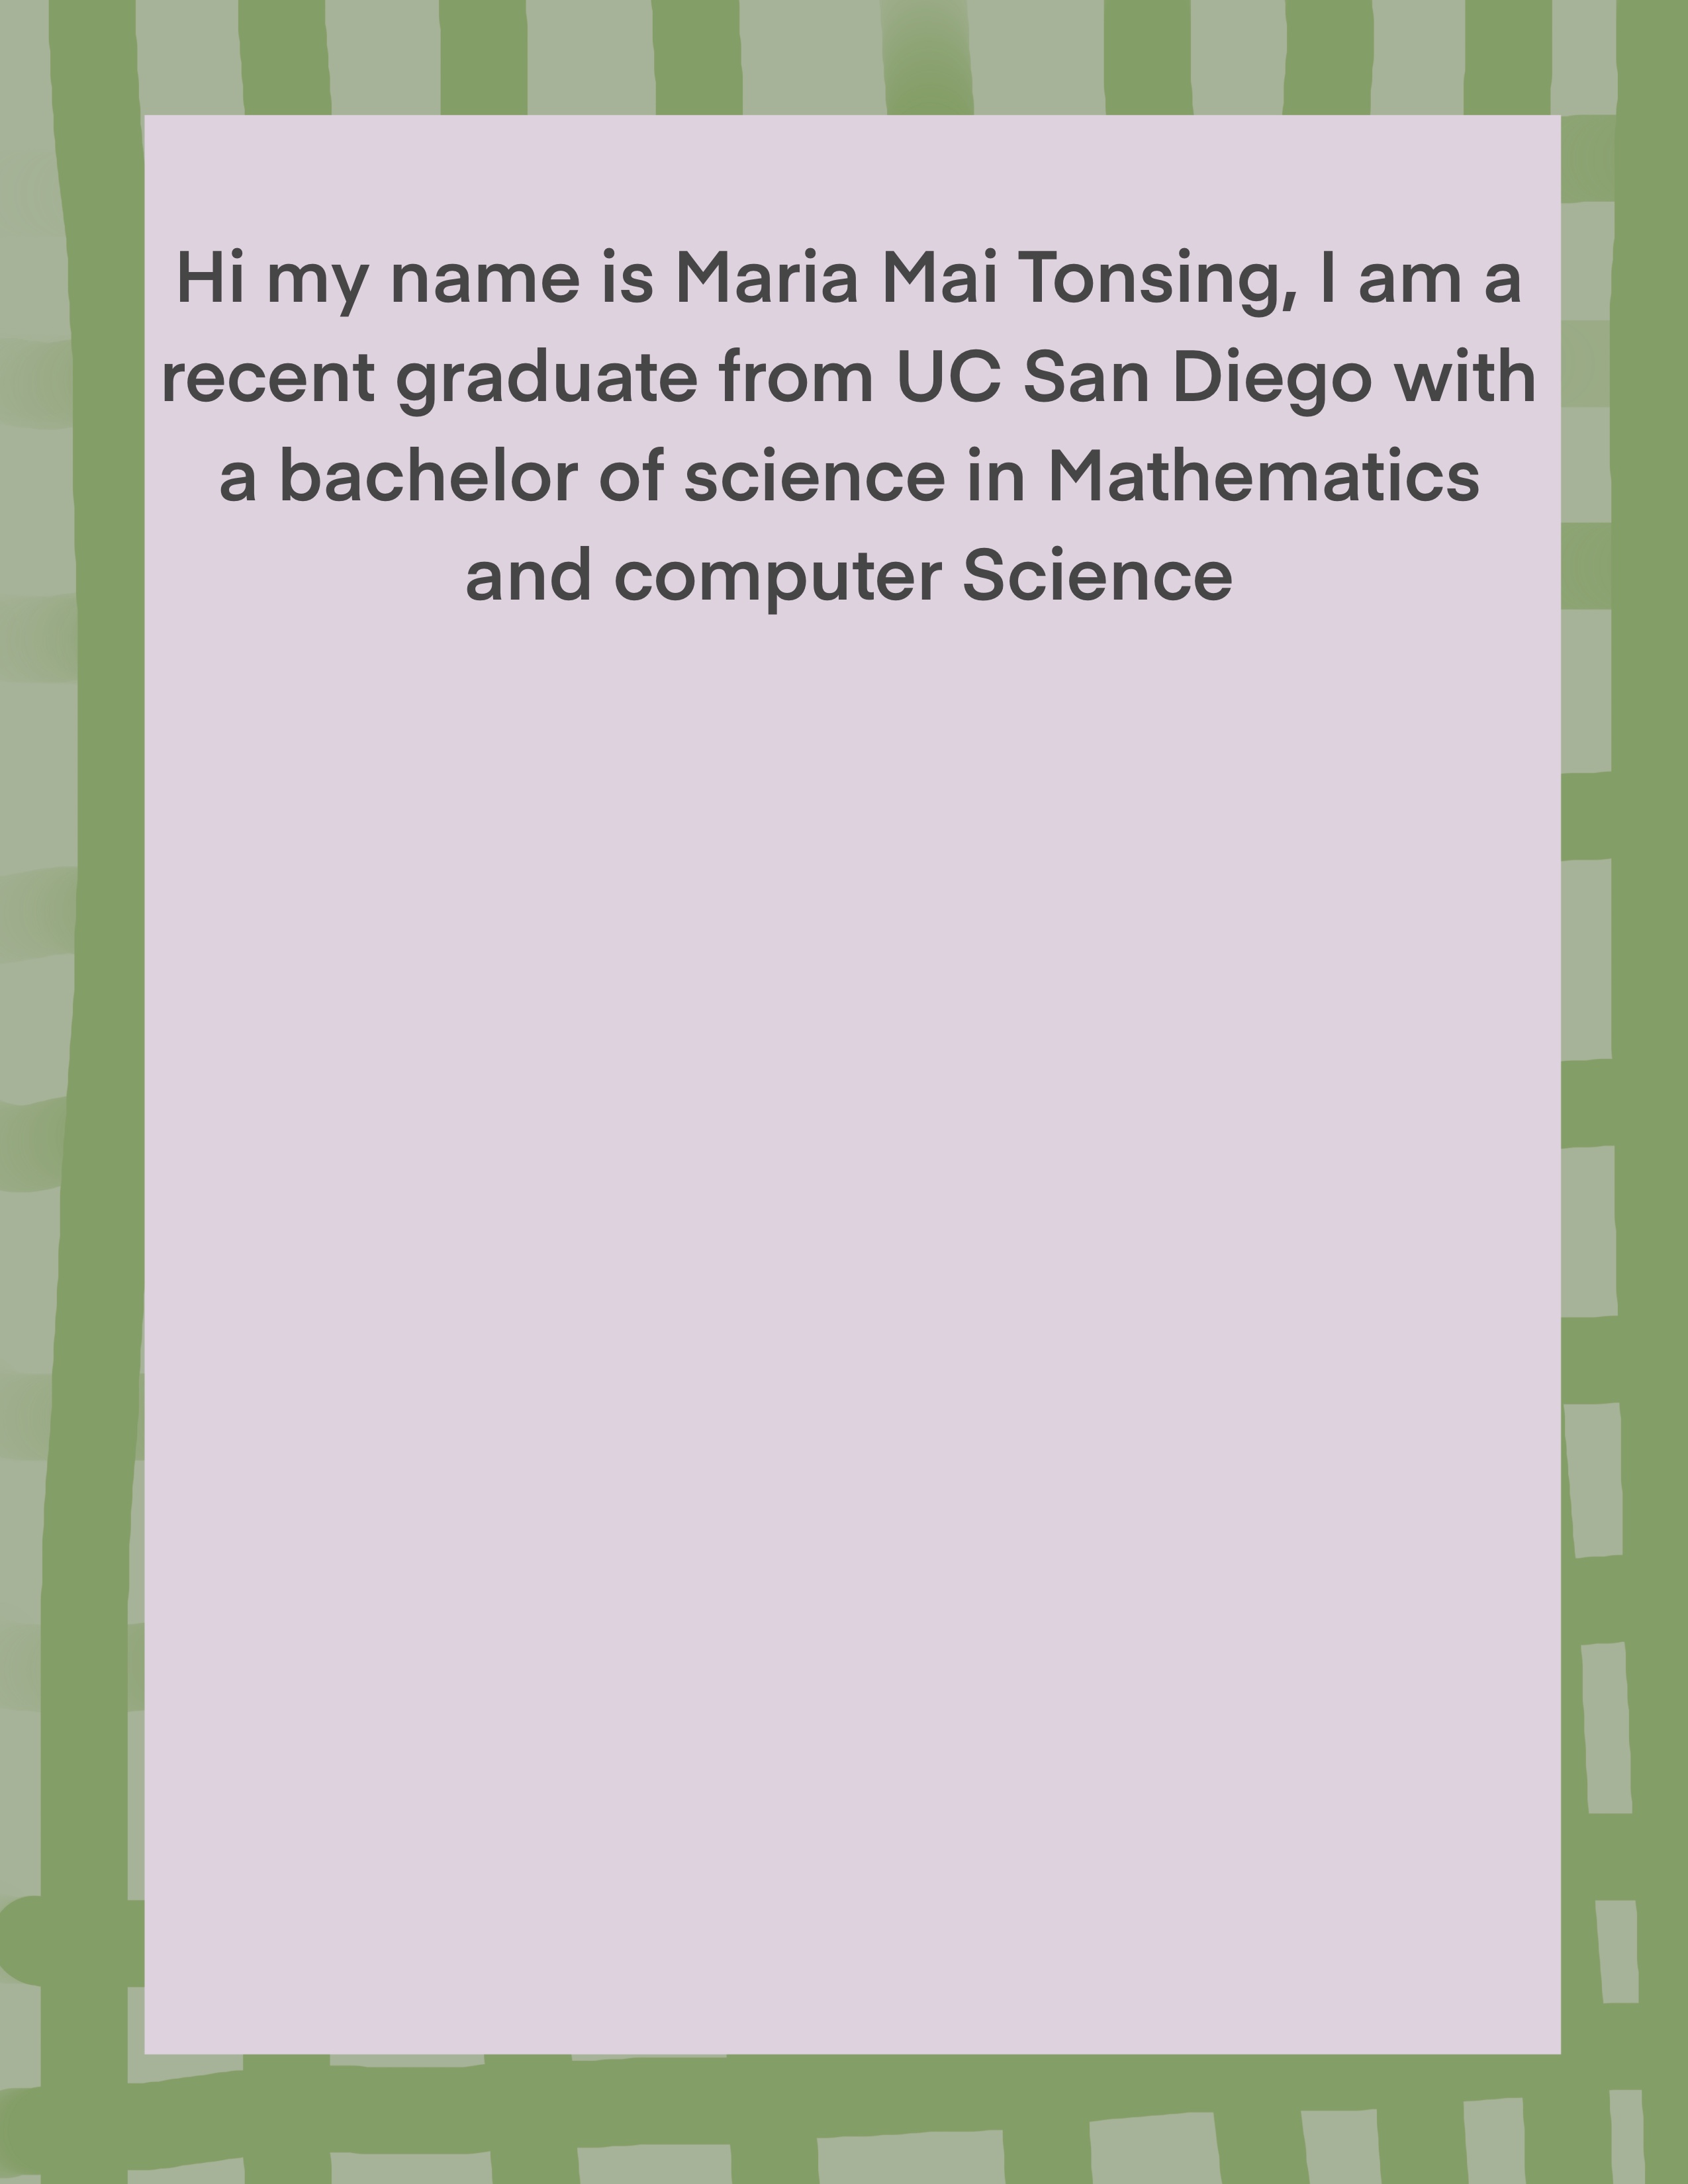 Hi my name is Maria Mai Tonsing, I am a
recent graduate from UC San Diego with
a bachelor of science in Mathematics
and computer Science